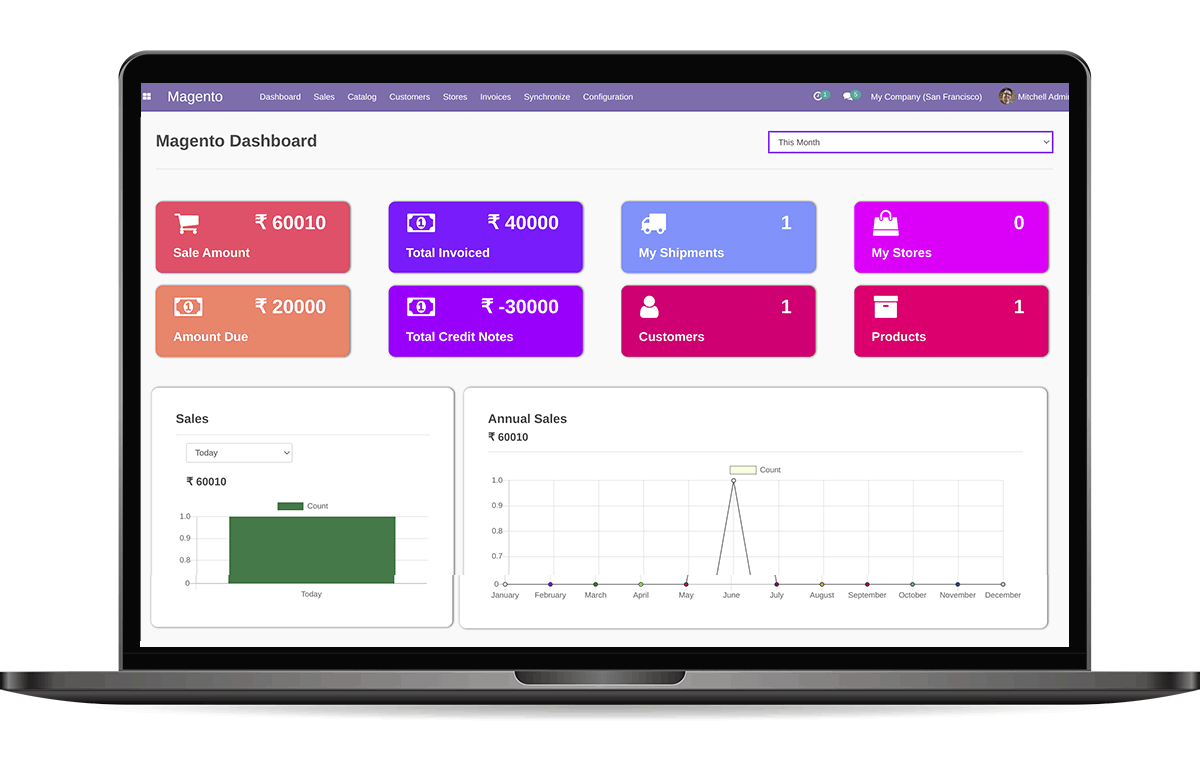 Magento Dashboard Sales Catalog Customers Stores Invoices Synchronize Configuration 1 5 My Company (San Francisco) Mitchell Admi
Magento Dashboard
This Month
₹ 60010
Sale Amount
₹ 40000
Total Invoiced
1
My Shipments
0
My Stores
₹ 20000
Amount Due
₹ -30000
Total Credit Notes
1
Customers
1
Products
Sales
Today
₹ 60010
Count
1.0
0.9
0.8
0
Today
Annual Sales
₹ 60010
Count
1.0
0.9
0.8
0.7
0
January February March April May June July August September October November December